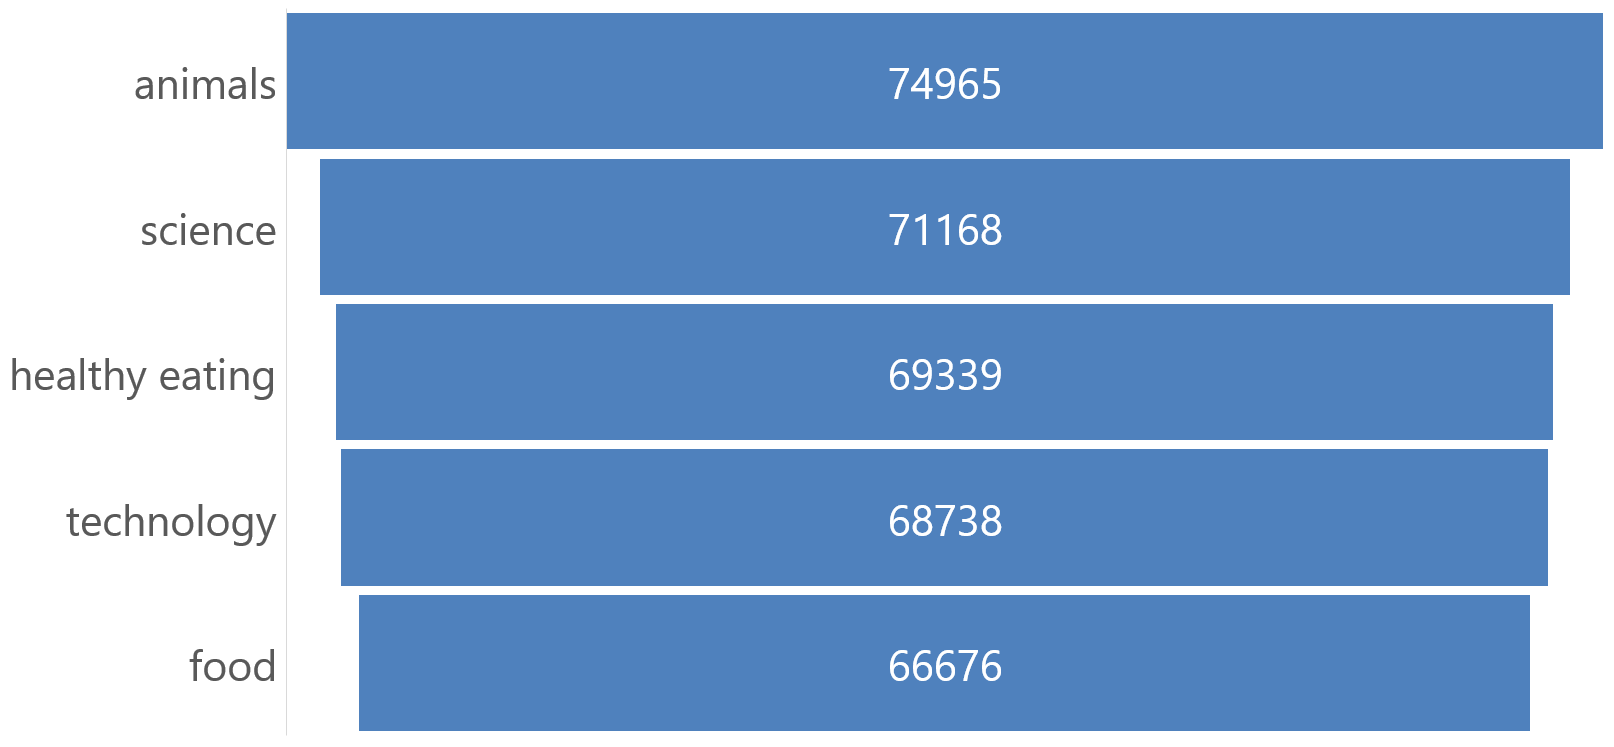 animals 74965
science 71168
healthy eating 69339
technology 68738
food 66676